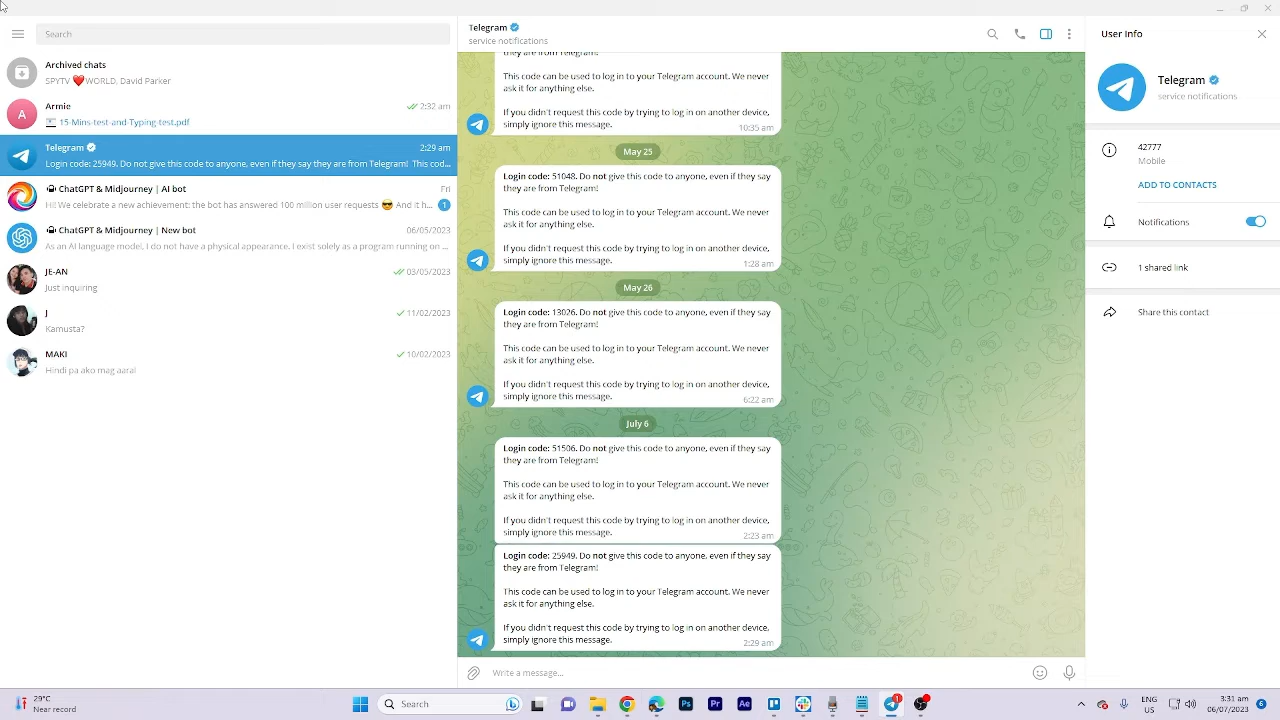 Search
Archived chats
SPYTV ❤️WORLD, David Parker
A
Armie
2:32 am
15-Mins-test-and-Typing-test.pdf
Telegram
2:29 am
Login code: 25949. Do not give this code to anyone, even if they say they are from Telegram! This cod...
ChatGPT & Midjourney | AI bot
Fri
Hi! We celebrate a new achievement: the bot has answered 100 million user requests 😎 And it h...
1
ChatGPT & Midjourney | New bot
06/05/2023
As an AI language model, I do not have a physical appearance. I exist solely as a program running on ...
JE-AN
03/05/2023
Just inquiring
J
11/02/2023
Kamusta?
MAKI
10/02/2023
Hindi pa ako mag aaral
Telegram
service notifications
they are from Telegram!
This code can be used to log in to your Telegram account. We never
ask it for anything else.
If you didn't request this code by trying to log in on another device,
simply ignore this message.
10:35 am
May 25
Login code: 51048. Do not give this code to anyone, even if they say
they are from Telegram!
This code can be used to log in to your Telegram account. We never
ask it for anything else.
If you didn't request this code by trying to log in on another device,
simply ignore this message.
1:28 am
May 26
Login code: 13026. Do not give this code to anyone, even if they say
they are from Telegram!
This code can be used to log in to your Telegram account. We never
ask it for anything else.
If you didn't request this code by trying to log in on another device,
simply ignore this message.
6:22 am
July 6
Login code: 51506. Do not give this code to anyone, even if they say
they are from Telegram!
This code can be used to log in to your Telegram account. We never
ask it for anything else.
If you didn't request this code by trying to log in on another device,
simply ignore this message.
2:23 am
Login code: 25949. Do not give this code to anyone, even if they say
they are from Telegram!
This code can be used to log in to your Telegram account. We never
ask it for anything else.
If you didn't request this code by trying to log in on another device,
simply ignore this message.
2:29 am
Write a message...
User Info
Telegram
service notifications
42777
Mobile
ADD TO CONTACTS
Notifications
1 shared link
Share this contact
29°C
Near record
Search
Ps
Pr
Ae
1
ENG
US
3:31 am
06/07/2023
6